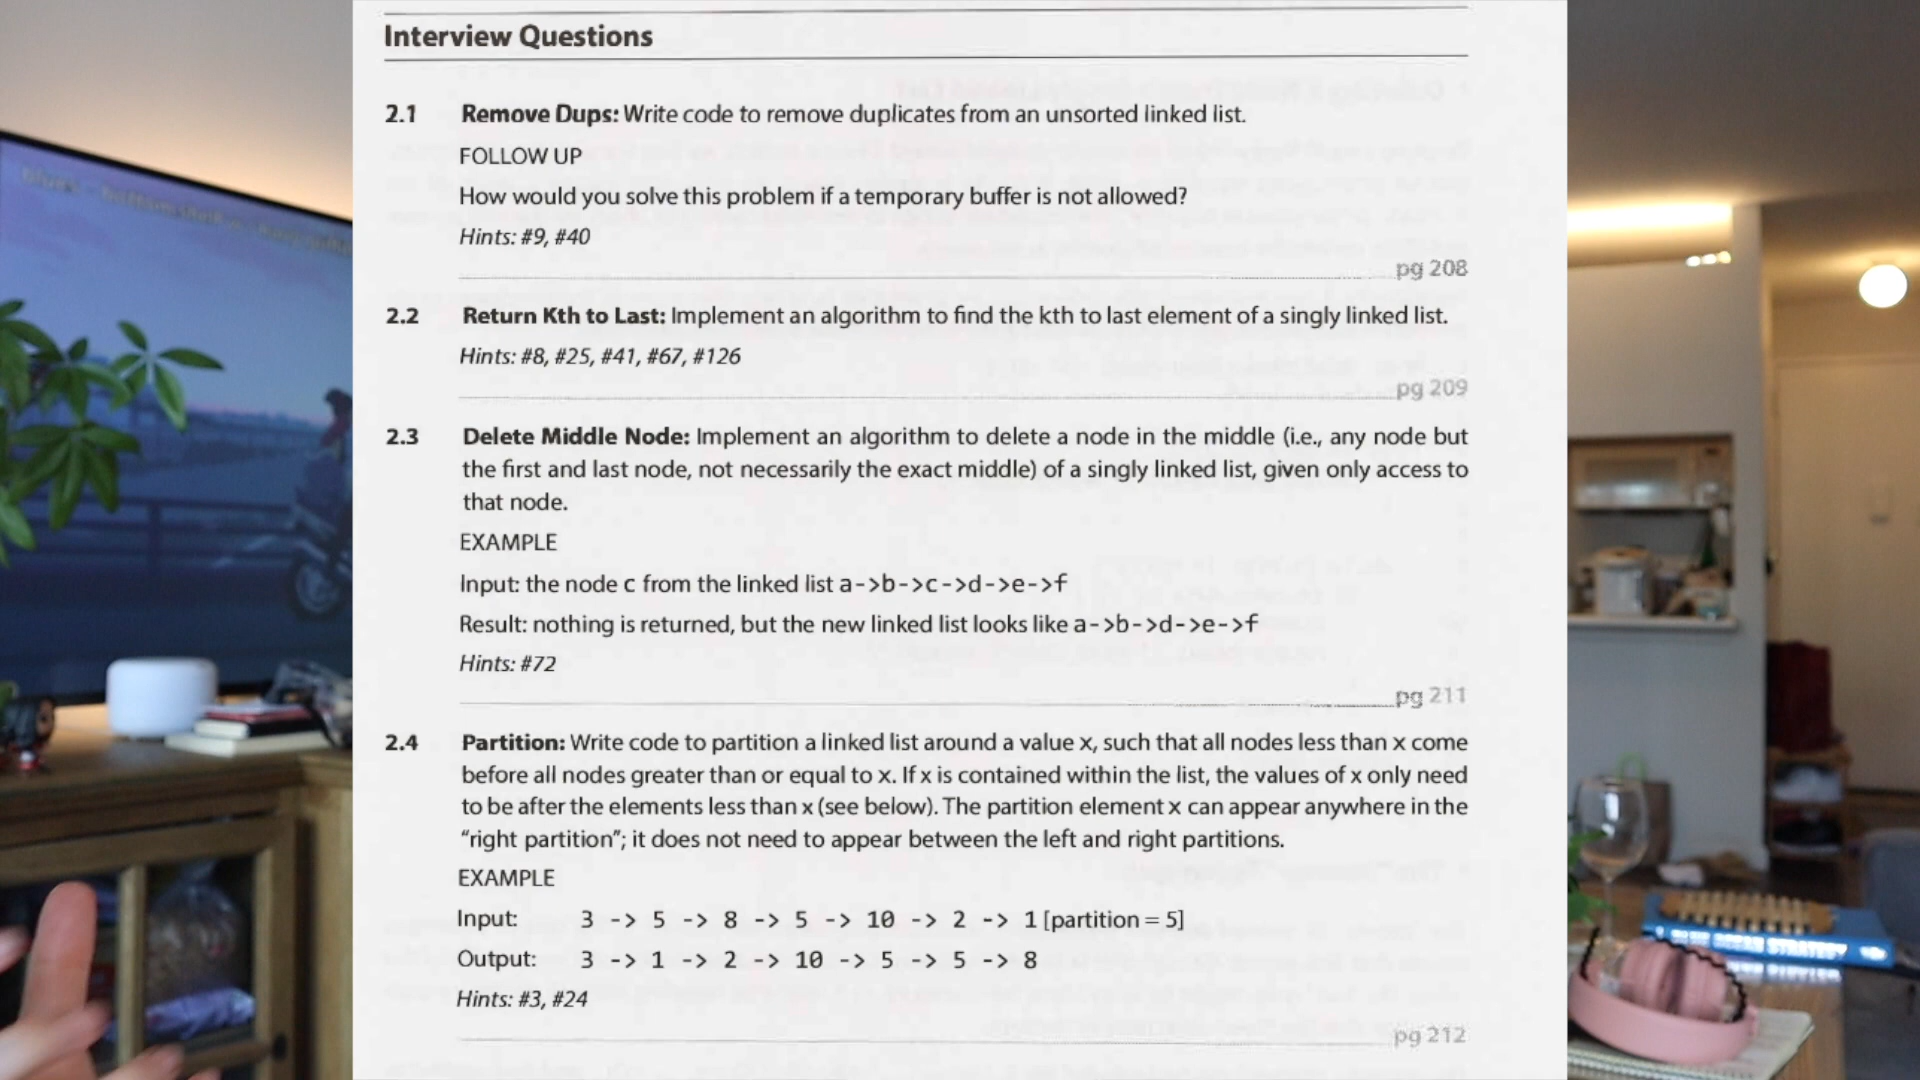 Interview Questions
2.1 Remove Dups: Write code to remove duplicates from an unsorted linked list.
FOLLOW UP
How would you solve this problem if a temporary buffer is not allowed?
Hints: #9, #40
pg 208
2.2 Return Kth to Last: Implement an algorithm to find the kth to last element of a singly linked list.
Hints: #8, #25, #41, #67, #126
pg 209
2.3 Delete Middle Node: Implement an algorithm to delete a node in the middle (i.e., any node but
the first and last node, not necessarily the exact middle) of a singly linked list, given only access to
that node.
EXAMPLE
Input: the node c from the linked list a->b->c->d->e->f
Result: nothing is returned, but the new linked list looks like a->b->d->e->f
Hints: #72
pg 211
2.4 Partition: Write code to partition a linked list around a value x, such that all nodes less than x come
before all nodes greater than or equal to x. If x is contained within the list, the values of x only need
to be after the elements less than x (see below). The partition element x can appear anywhere in the
“right partition”; it does not need to appear between the left and right partitions.
EXAMPLE
Input: 3 -> 5 -> 8 -> 5 -> 10 -> 2 -> 1 [partition = 5]
Output: 3 -> 1 -> 2 -> 10 -> 5 -> 5 -> 8
Hints: #3, #24
pg 212
STRATEGY